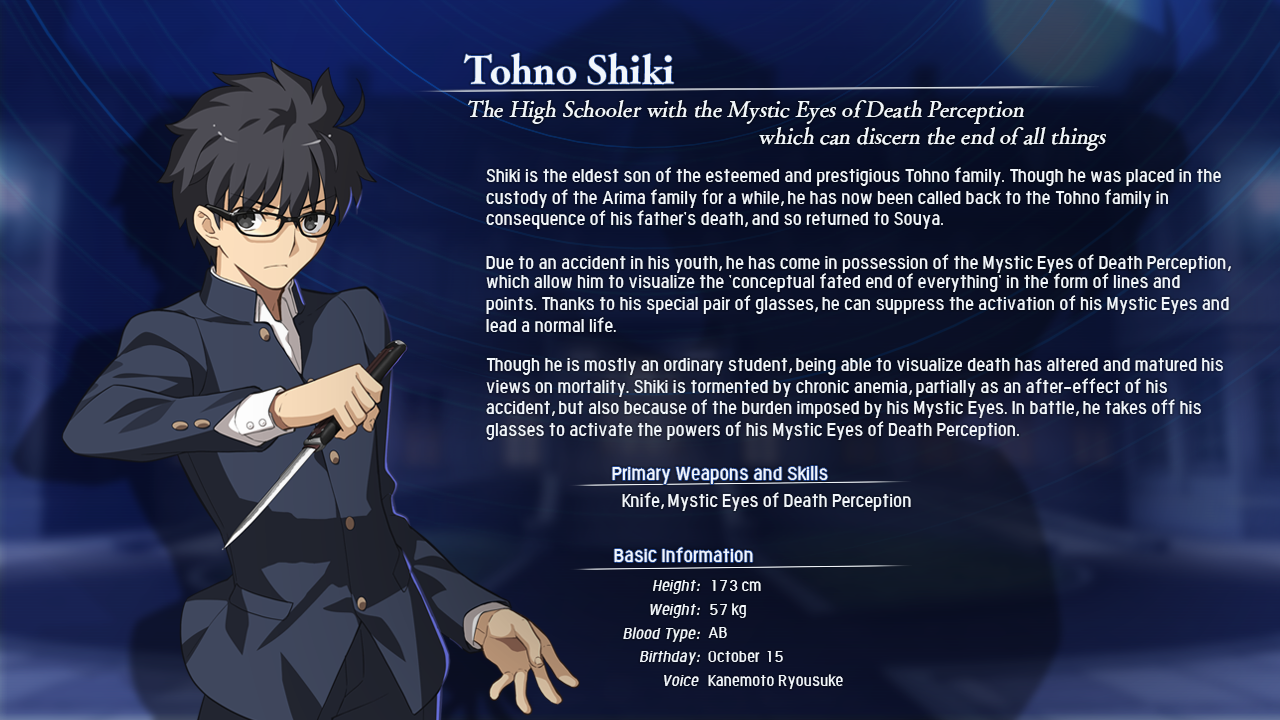 Tohno Shiki
The High Schooler with the Mystic Eyes of Death Perception
which can discern the end of all things
Shiki is the eldest son of the esteemed and prestigious Tohno family. Though he was placed in the
custody of the Arima family for a while, he has now been called back to the Tohno family in
consequence of his father's death, and so returned to Souya.
Due to an accident in his youth, he has come in possession of the Mystic Eyes of Death Perception,
which allow him to visualize the 'conceptual fated end of everything' in the form of lines and
points. Thanks to his special pair of glasses, he can suppress the activation of his Mystic Eyes and
lead a normal life.
Though he is mostly an ordinary student, being able to visualize death has altered and matured his
views on mortality. Shiki is tormented by chronic anemia, partially as an after-effect of his
accident, but also because of the burden imposed by his Mystic Eyes. In battle, he takes off his
glasses to activate the powers of his Mystic Eyes of Death Perception.
Primary Weapons and Skills
Knife, Mystic Eyes of Death Perception
Basic Information
Height: 173 cm
Weight: 57 kg
Blood Type: AB
Birthday: October 15
Voice Kanemoto Ryousuke